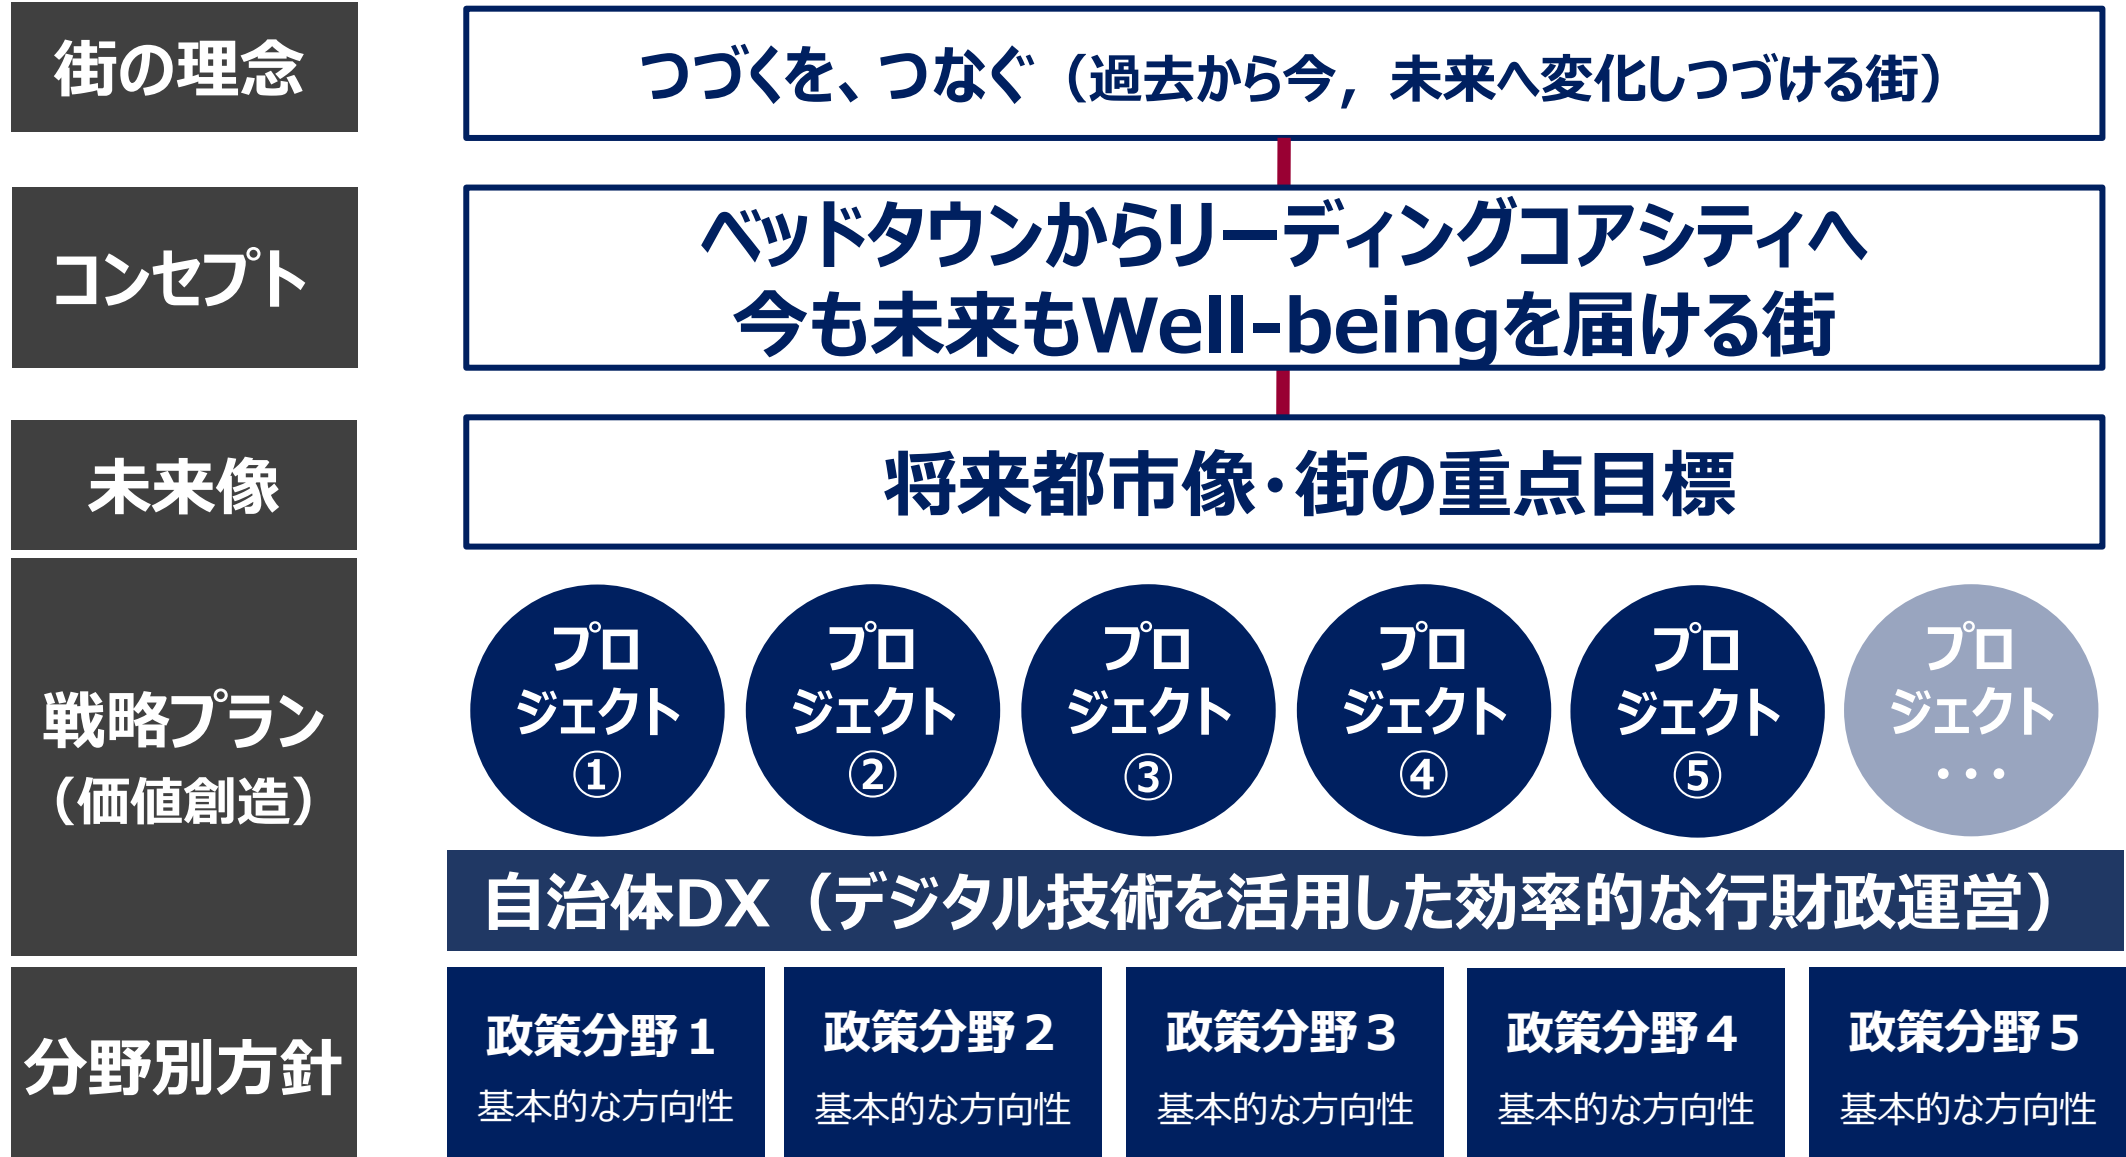 街の理念
つづくを、つなぐ（過去から今，未来へ変化しつづける街）
コンセプト
ベッドタウンからリーディングコアシティへ
今も未来もWell-beingを届ける街
未来像
将来都市像・街の重点目標
戦略プラン
（価値創造）
プロ
ジェクト
①
プロ
ジェクト
②
プロ
ジェクト
③
プロ
ジェクト
④
プロ
ジェクト
⑤
プロ
ジェクト
・・・
自治体DX（デジタル技術を活用した効率的な行財政運営）
分野別方針
政策分野１
基本的な方向性
政策分野２
基本的な方向性
政策分野３
基本的な方向性
政策分野４
基本的な方向性
政策分野５
基本的な方向性